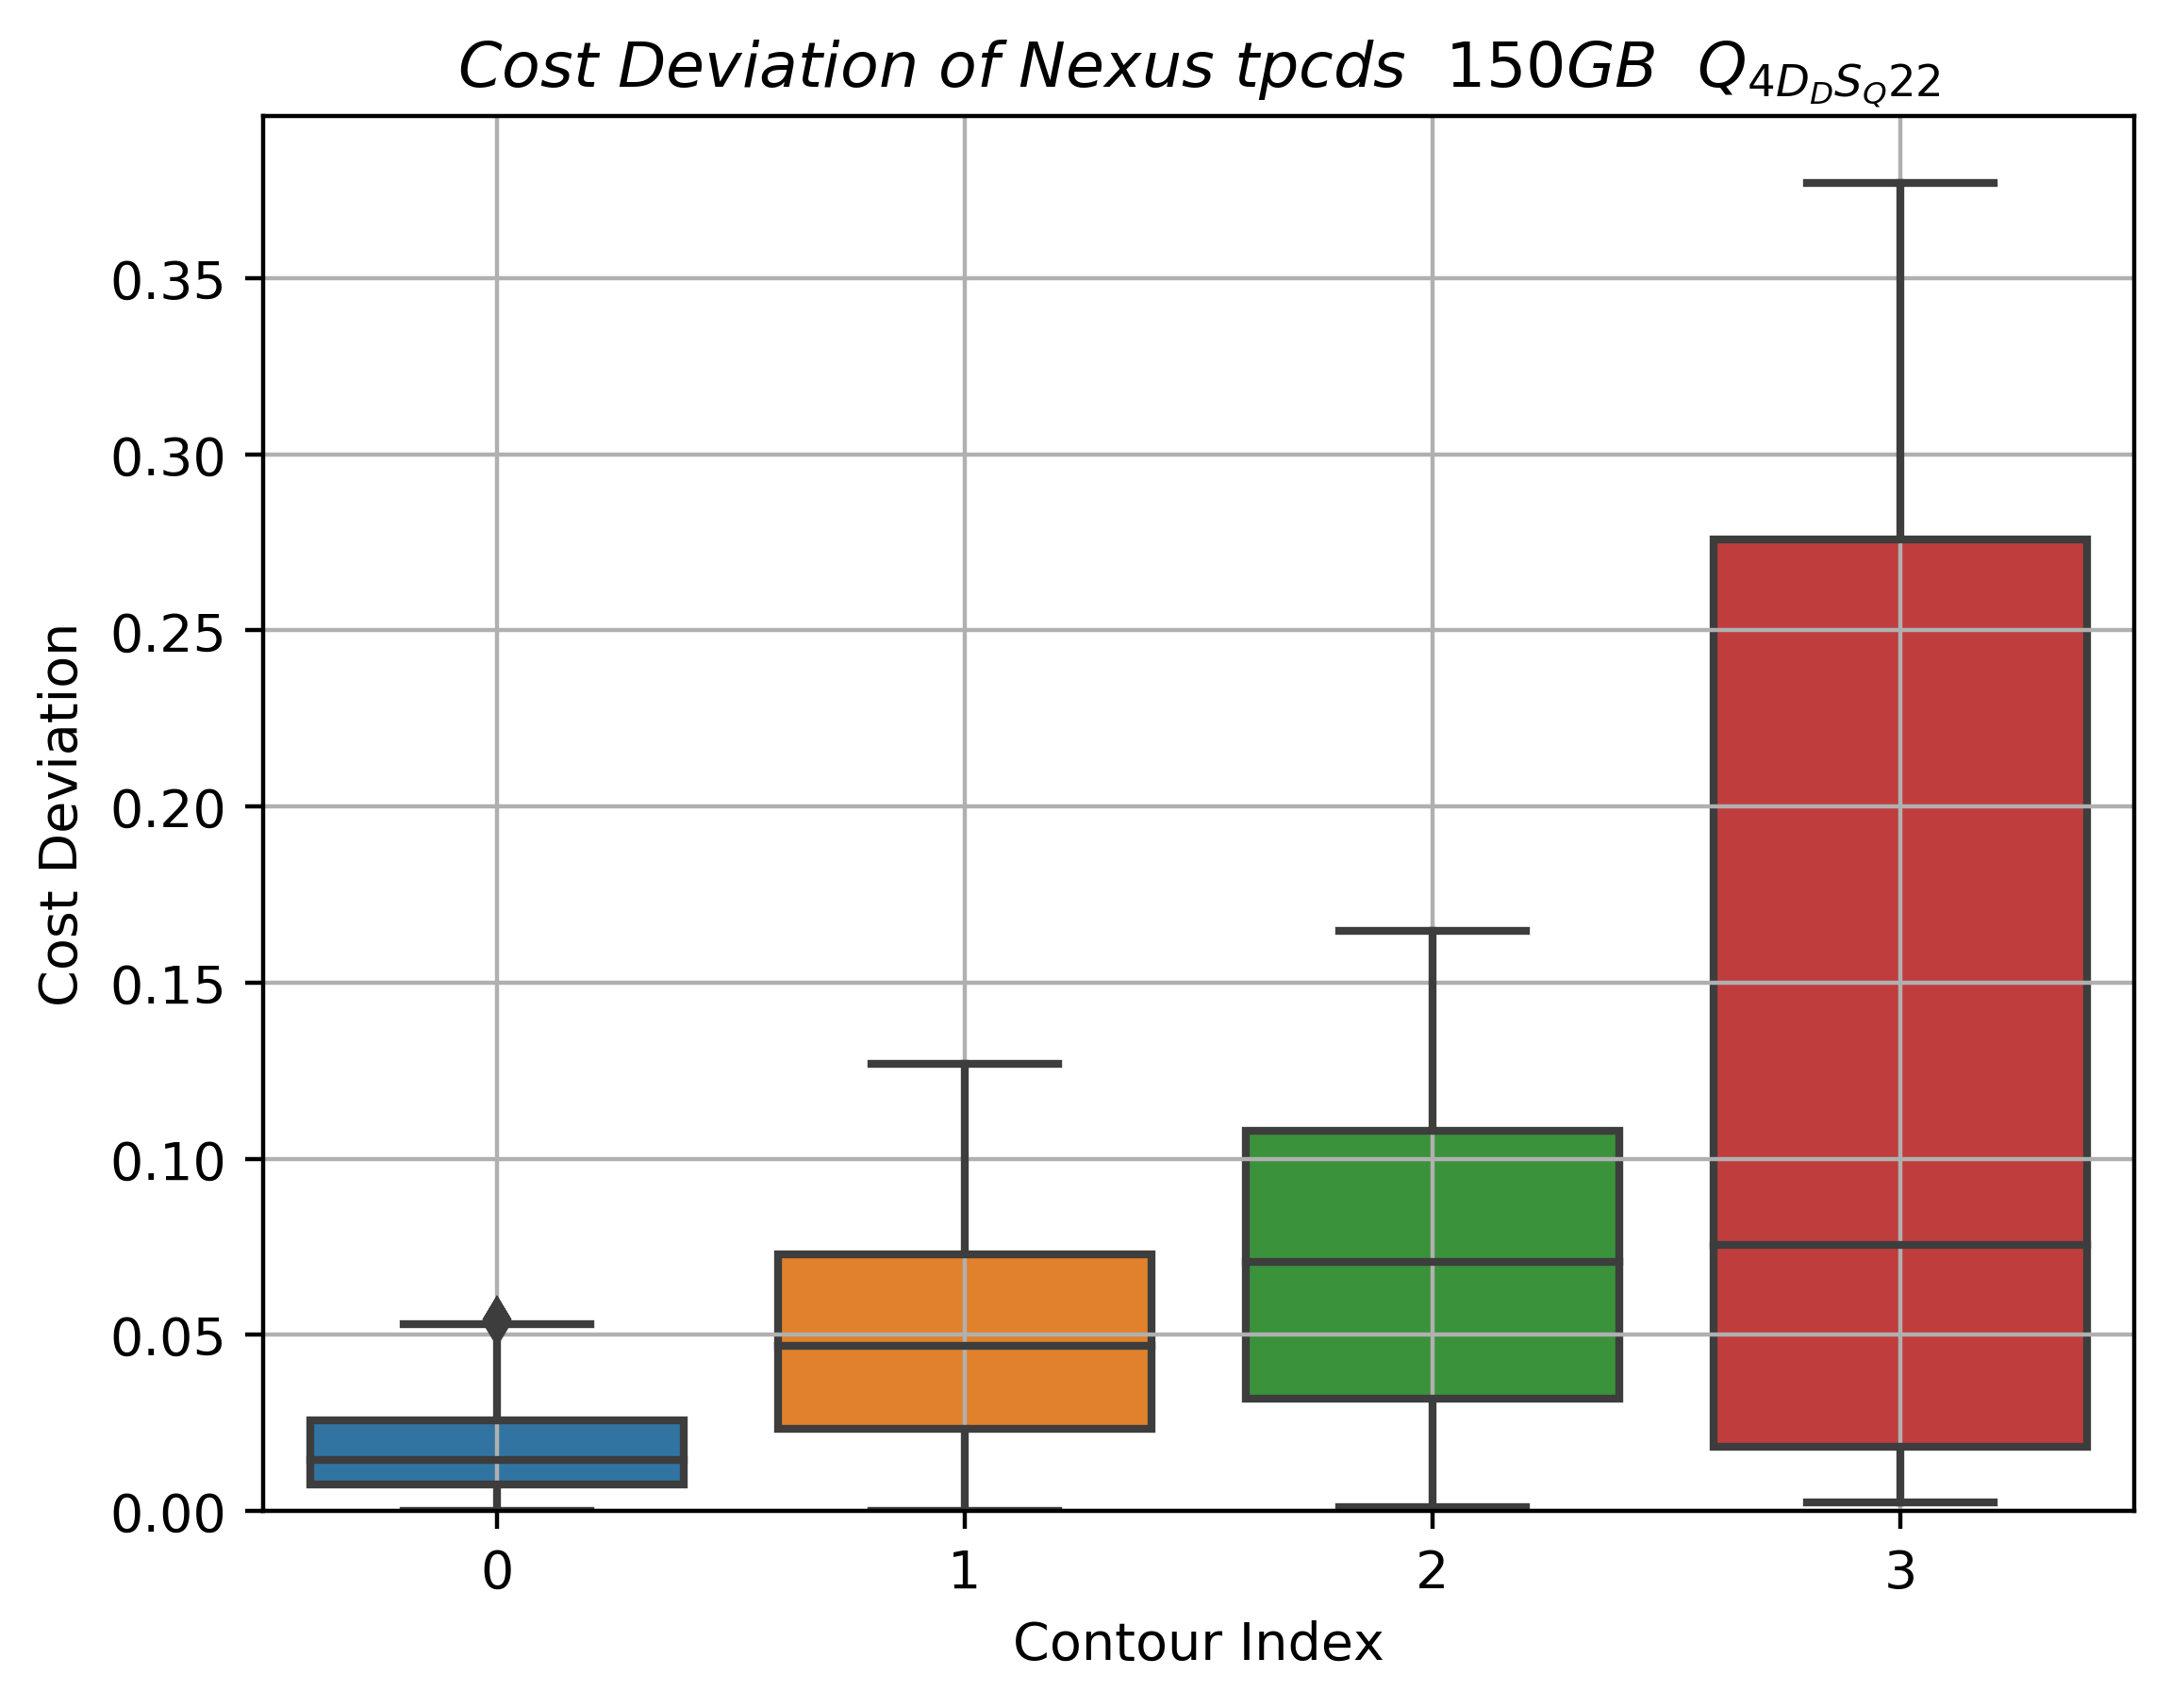 Cost Deviation of Nexus tpcds 150GB Q4DDSQ22
0.35
0.30
0.25
0.20
0.15
0.10
0.05
0.00
Cost Deviation
0 1 2 3
Contour Index